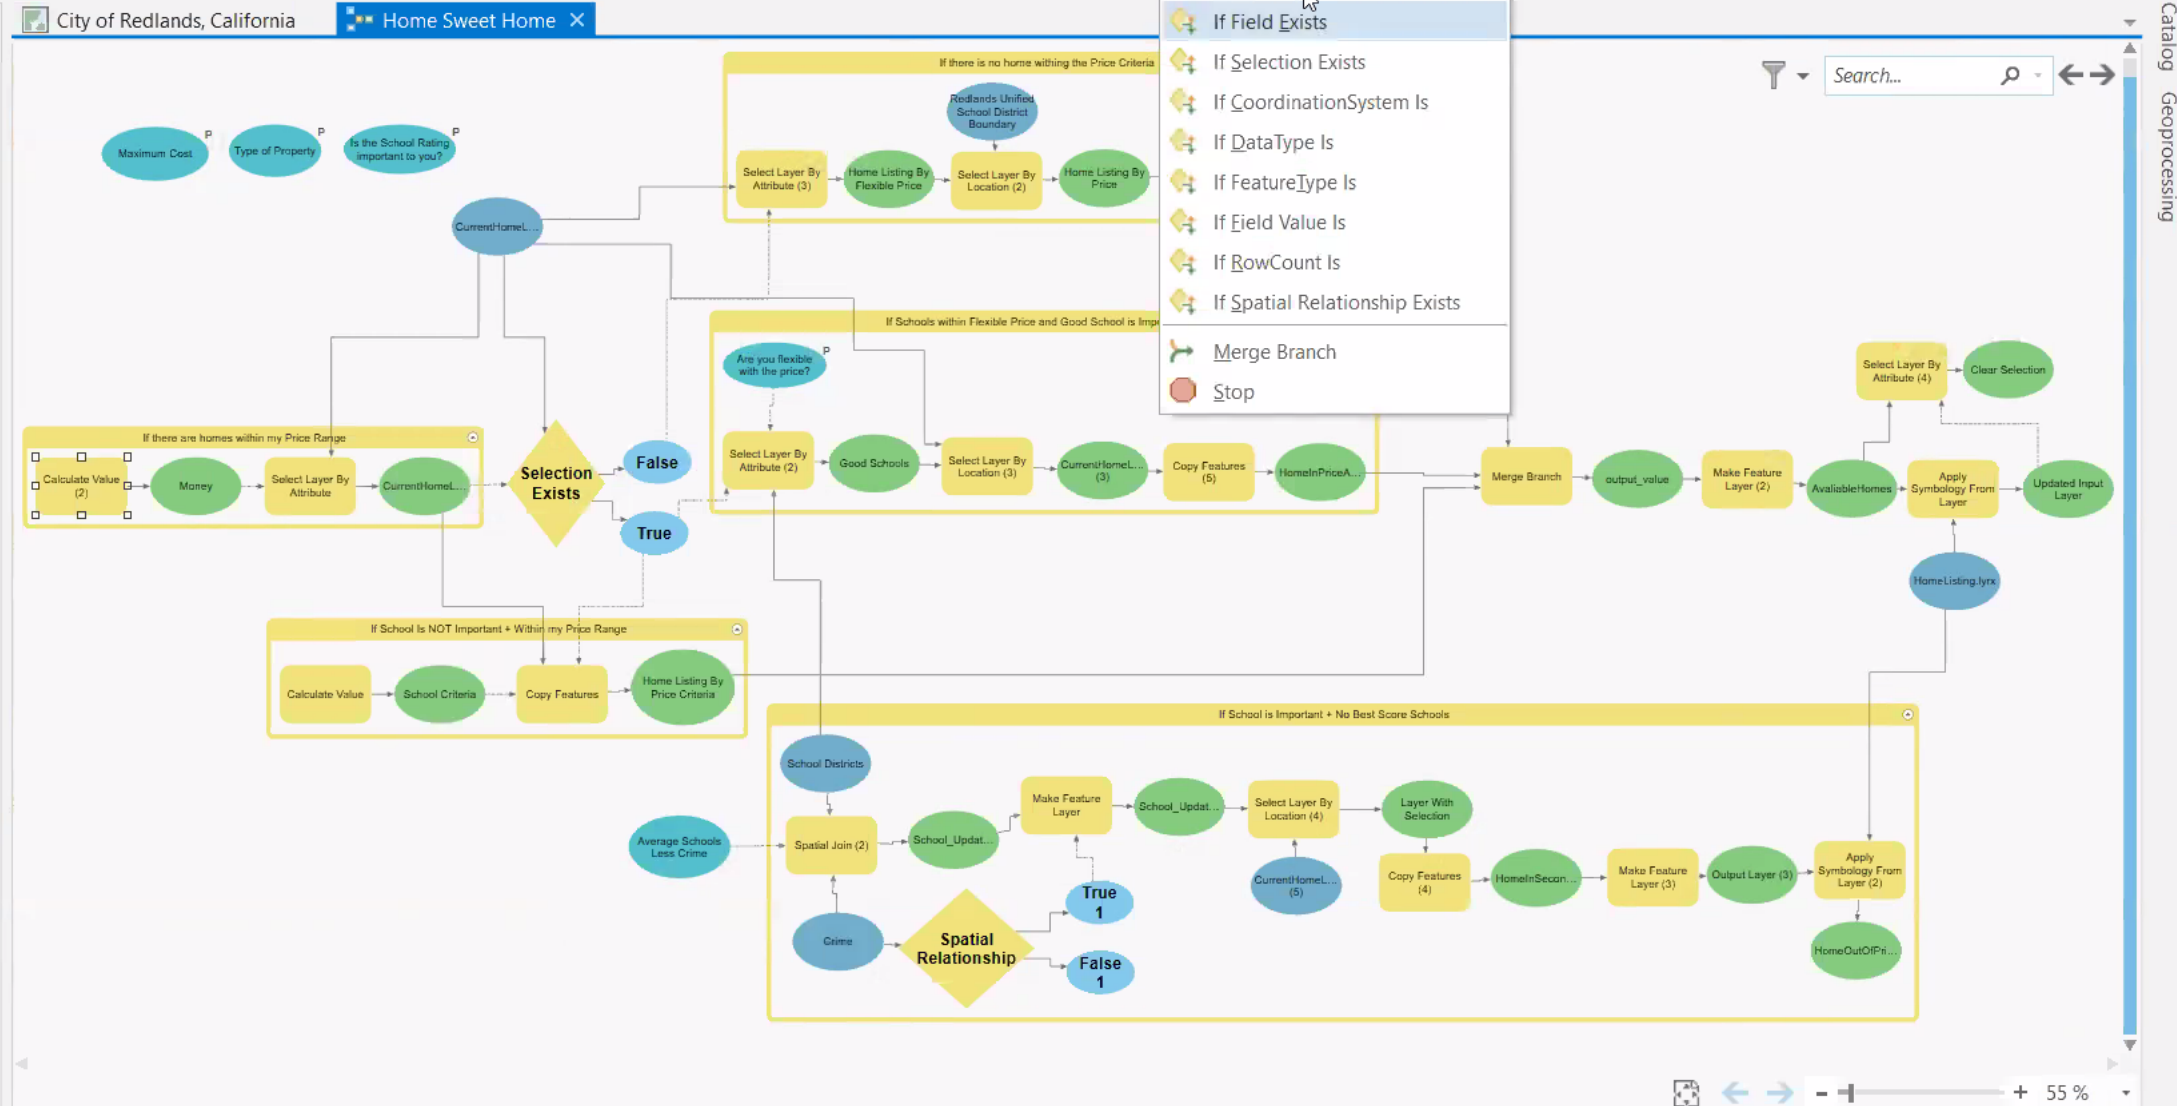 City of Redlands, California
Home Sweet Home
If Field Exists
If Selection Exists
If CoordinationSystem Is
If DataType Is
If FeatureType Is
If Field Value Is
If RowCount Is
If Spatial Relationship Exists
Merge Branch
Stop
Search...
Catalog
Geoprocessing
If there is no home withing the Price Criteria
Redlands Unified
School District
Boundary
Maximum Cost
P
Type of Property
P
Is the School Rating
important to you?
P
Select Layer By
Attribute (3)
Home Listing By
Flexible Price
Select Layer By
Location (2)
Home Listing By
Price
CurrentHomeL...
If Schools within Flexible Price and Good School is Impo
Are you flexible
with the price?
P
Select Layer By
Attribute (2)
Good Schools
Select Layer By
Location (3)
CurrentHomeL...
(3)
Copy Features
(5)
HomeInPriceA...
Merge Branch
output_value
Make Feature
Layer (2)
AvaliableHomes
Select Layer By
Attribute (4)
Clear Selection
Apply
Symbology From
Layer
Updated Input
Layer
HomeListing.lyrx
If there are homes within my Price Range
Calculate Value
(2)
Money
Select Layer By
Attribute
CurrentHomeL...
Selection
Exists
False
True
If School Is NOT Important + Within my Price Range
Calculate Value
School Criteria
Copy Features
Home Listing By
Price Criteria
If School is Important + No Best Score Schools
School Districts
Average Schools
Less Crime
Spatial Join (2)
School_Updat...
Make Feature
Layer
School_Updat...
Select Layer By
Location (4)
Layer With
Selection
CurrentHomeL...
(5)
Copy Features
(4)
HomeInSecon...
Make Feature
Layer (3)
Output Layer (3)
Apply
Symbology From
Layer (2)
HomeOutOfPri...
Crime
Spatial
Relationship
True
1
False
1
55 %